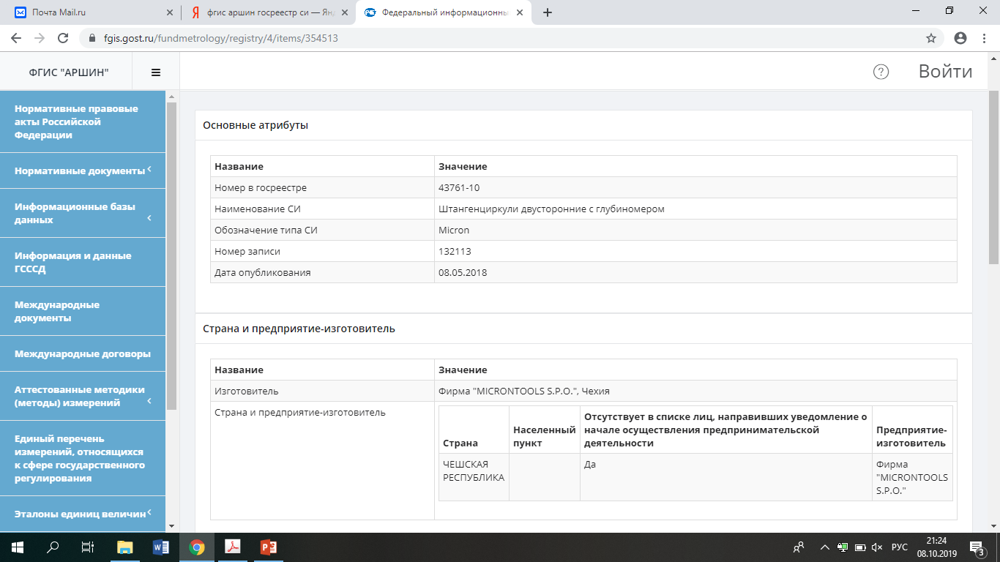 Почта Mail.ru
фгис аршин госреестр си — Янд
Федеральный информационны
fgis.gost.ru/fundmetrology/registry/4/items/354513
ФГИС "АРШИН"
Войти
Нормативные правовые
акты Российской
Федерации
Нормативные документы
Информационные базы
данных
Информация и данные
ГСССД
Международные
документы
Международные договоры
Аттестованные методики
(методы) измерений
Единый перечень
измерений, относящихся
к сфере государственного
регулирования
Эталоны единиц величин
Основные атрибуты
Название Значение
Номер в госреестре 43761-10
Наименование СИ Штангенциркули двусторонние с глубиномером
Обозначение типа СИ Micron
Номер записи 132113
Дата опубликования 08.05.2018
Страна и предприятие-изготовитель
Название Значение
Изготовитель Фирма "MICRONTOOLS S.P.O.", Чехия
Страна и предприятие-изготовитель
Страна
Населенный
пункт
Отсутствует в списке лиц, направивших уведомление о
начале осуществления предпринимательской
деятельности
Предприятие-
изготовитель
ЧЕШСКАЯ
РЕСПУБЛИКА
Да
Фирма
"MICRONTOOLS
S.P.O."
РУС
21:24
08.10.2019
3